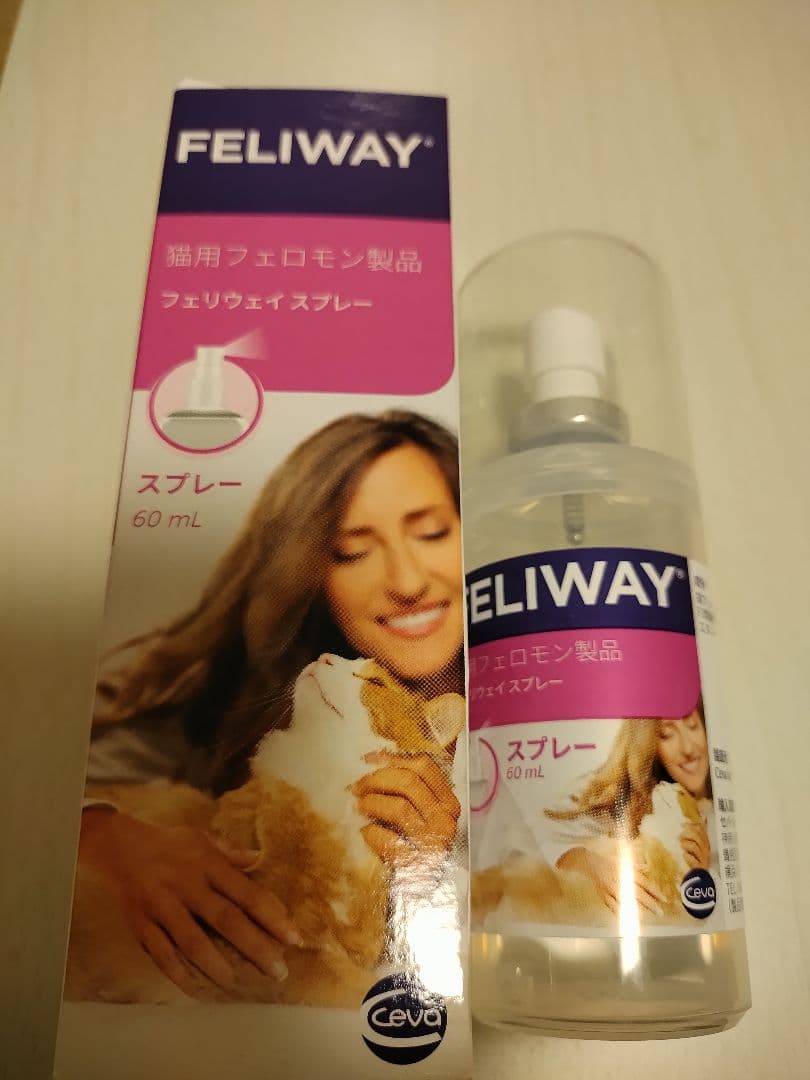 FELIWAY®
猫用フェロモン製品
フェリウェイ スプレー
スプレー
60 mL
Ceva
FELIWAY®
フェロモン製品
ウェイ スプレー
スプレー
60 mL
Ceva
TEL